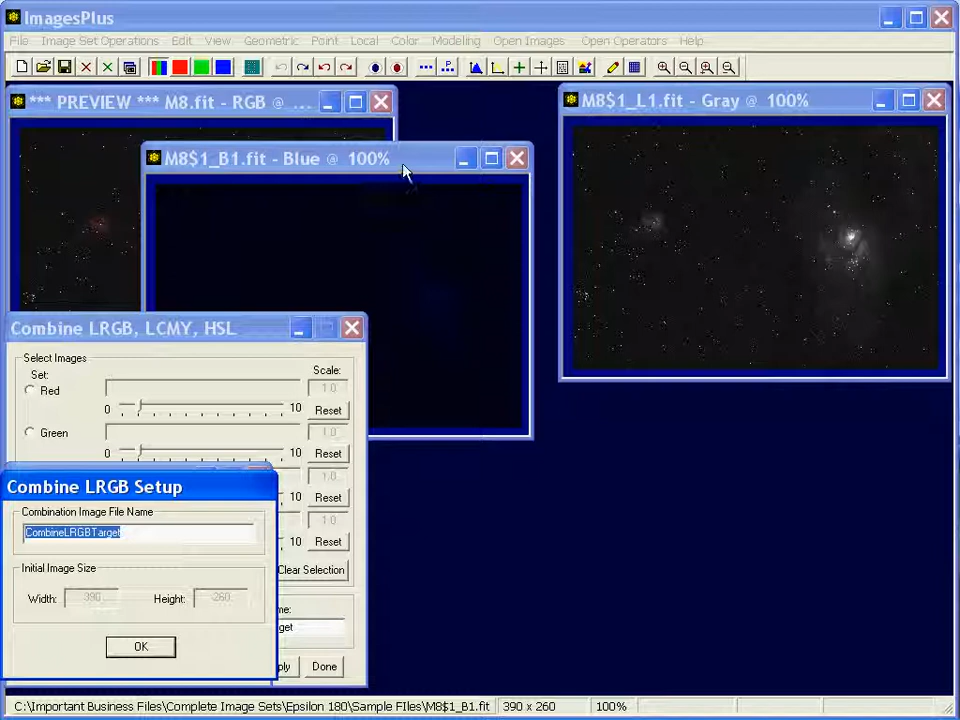 ImagesPlus
File Image Set Operations Edit View Geometric Point Local Color Modeling Open Images Open Operators Help
*** PREVIEW *** M8.fit - RGB @ ...
M8$1_L1.fit - Gray @ 100%
M8$1_B1.fit - Blue @ 100%
Combine LRGB, LCMY, HSL
Select Images
Set:
Scale:
Red
1.0
0 10 Reset
Green
1.0
0 10 Reset
1.0
10 Reset
1.0
10 Reset
Clear Selection
Combine LRGB Setup
Combination Image File Name
CombineLRGBTarget
Initial Image Size
Width: 390 Height: 260
OK
me:
get
ply Done
C:\Important Business Files\Complete Image Sets\Epsilon 180\Sample FIles\M8$1_B1.fit 390 x 260 100%